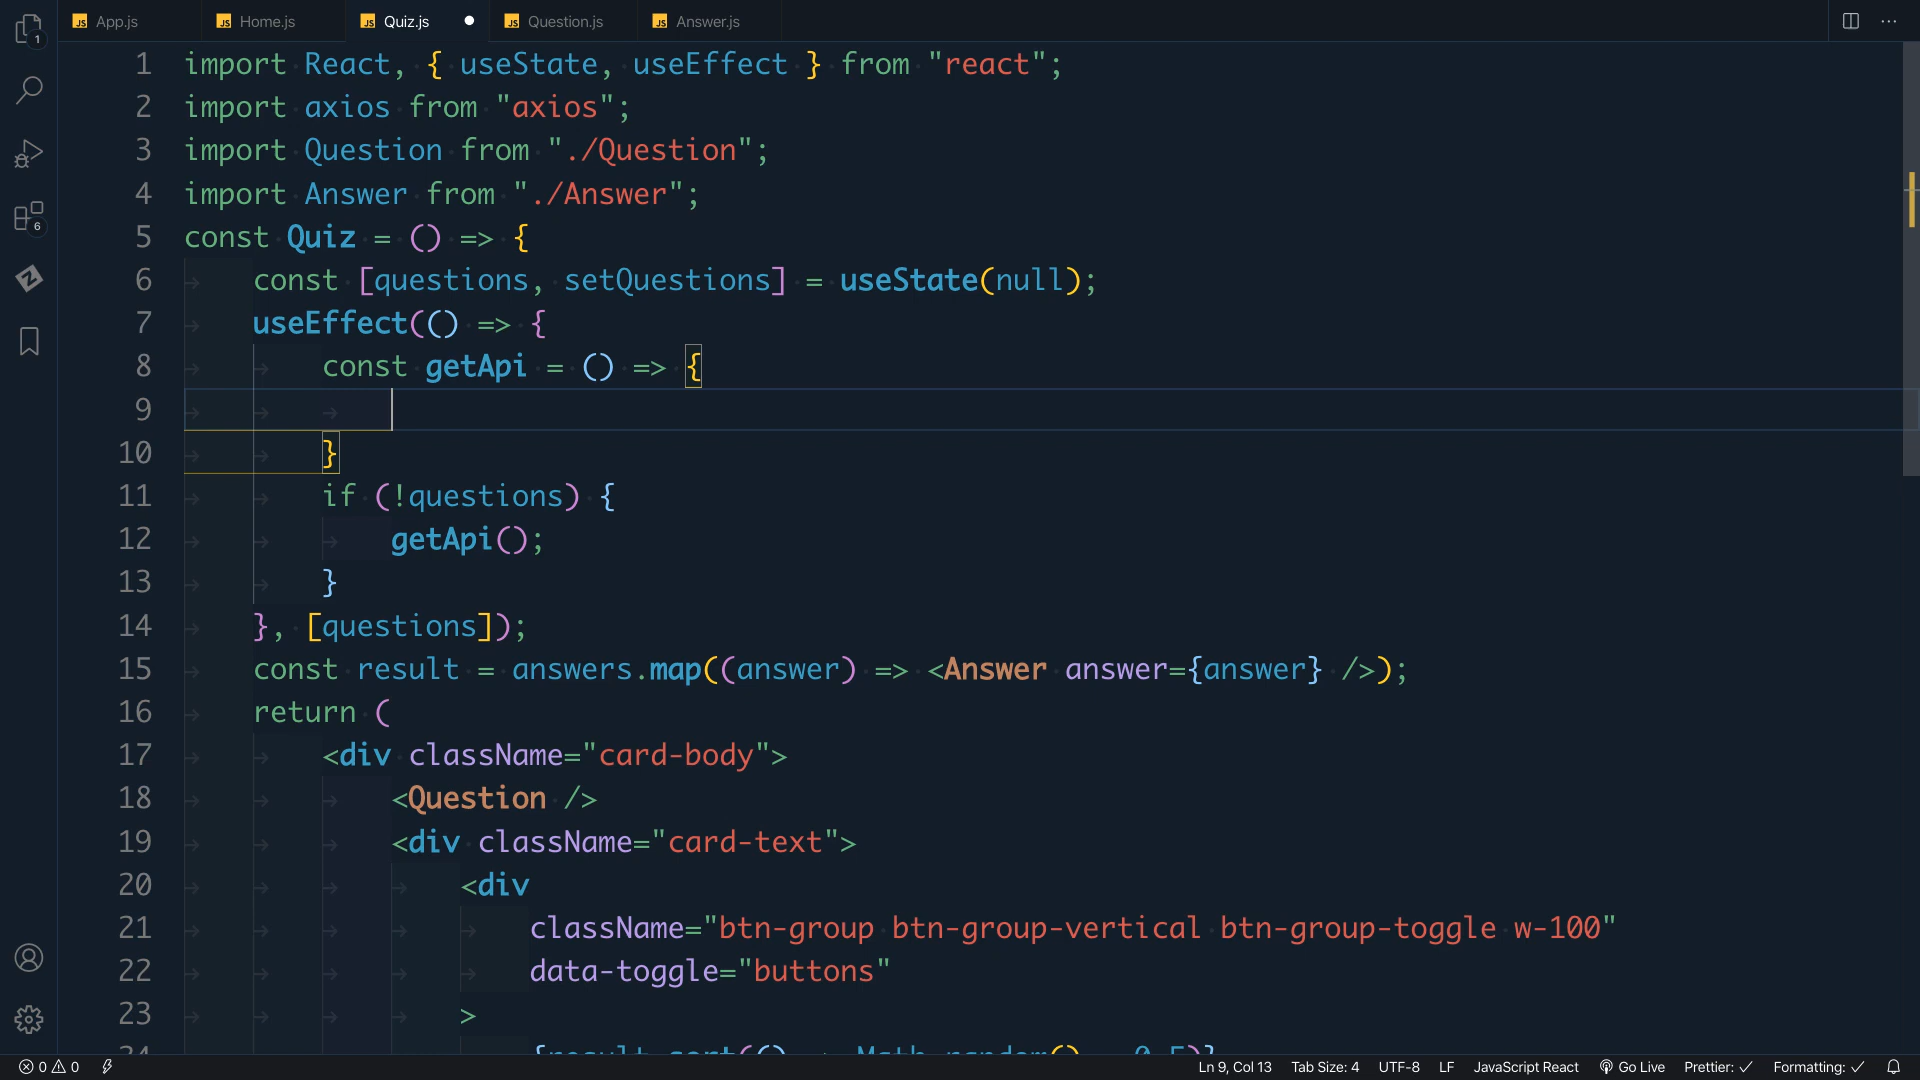 App.js
Home.js
Quiz.js
Question.js
Answer.js
1 import React, { useState, useEffect } from "react";
2 import axios from "axios";
3 import Question from "./Question";
4 import Answer from "./Answer";
5 const Quiz = () => {
6 const [questions, setQuestions] = useState(null);
7 useEffect(() => {
8 const getApi = () => {
9
10 }
11 if (!questions) {
12 getApi();
13 }
14 }, [questions]);
15 const result = answers.map((answer) => <Answer answer={answer} />);
16 return (
17 <div className="card-body">
18 <Question />
19 <div className="card-text">
20 <div
21 className="btn-group btn-group-vertical btn-group-toggle w-100"
22 data-toggle="buttons"
23 >
1
6
0 0
Ln 9, Col 13 Tab Size: 4 UTF-8 LF JavaScript React Go Live Prettier: ✓ Formatting: ✓